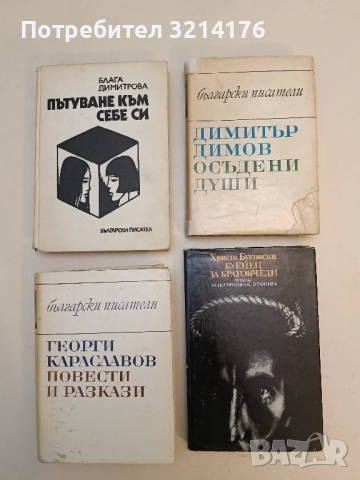 Потребител 3214176
БЛАГА
ДИМИТРОВА
ПЪТУВАНЕ КЪМ
СЕБЕ СИ
БЪЛГАРСКИ ПИСАТЕЛ
български писатели
ДИМИТЪР
ДИМОВ
ОСЪДЕНИ
ДУШИ
български писатели
ГЕОРГИ
КАРАСЛАВОВ
ПОВЕСТИ
И РАЗКАЗИ
Христо Буковски
БУЕНЕЦ
ЗА БРАТОВЧЕДИ
bazar